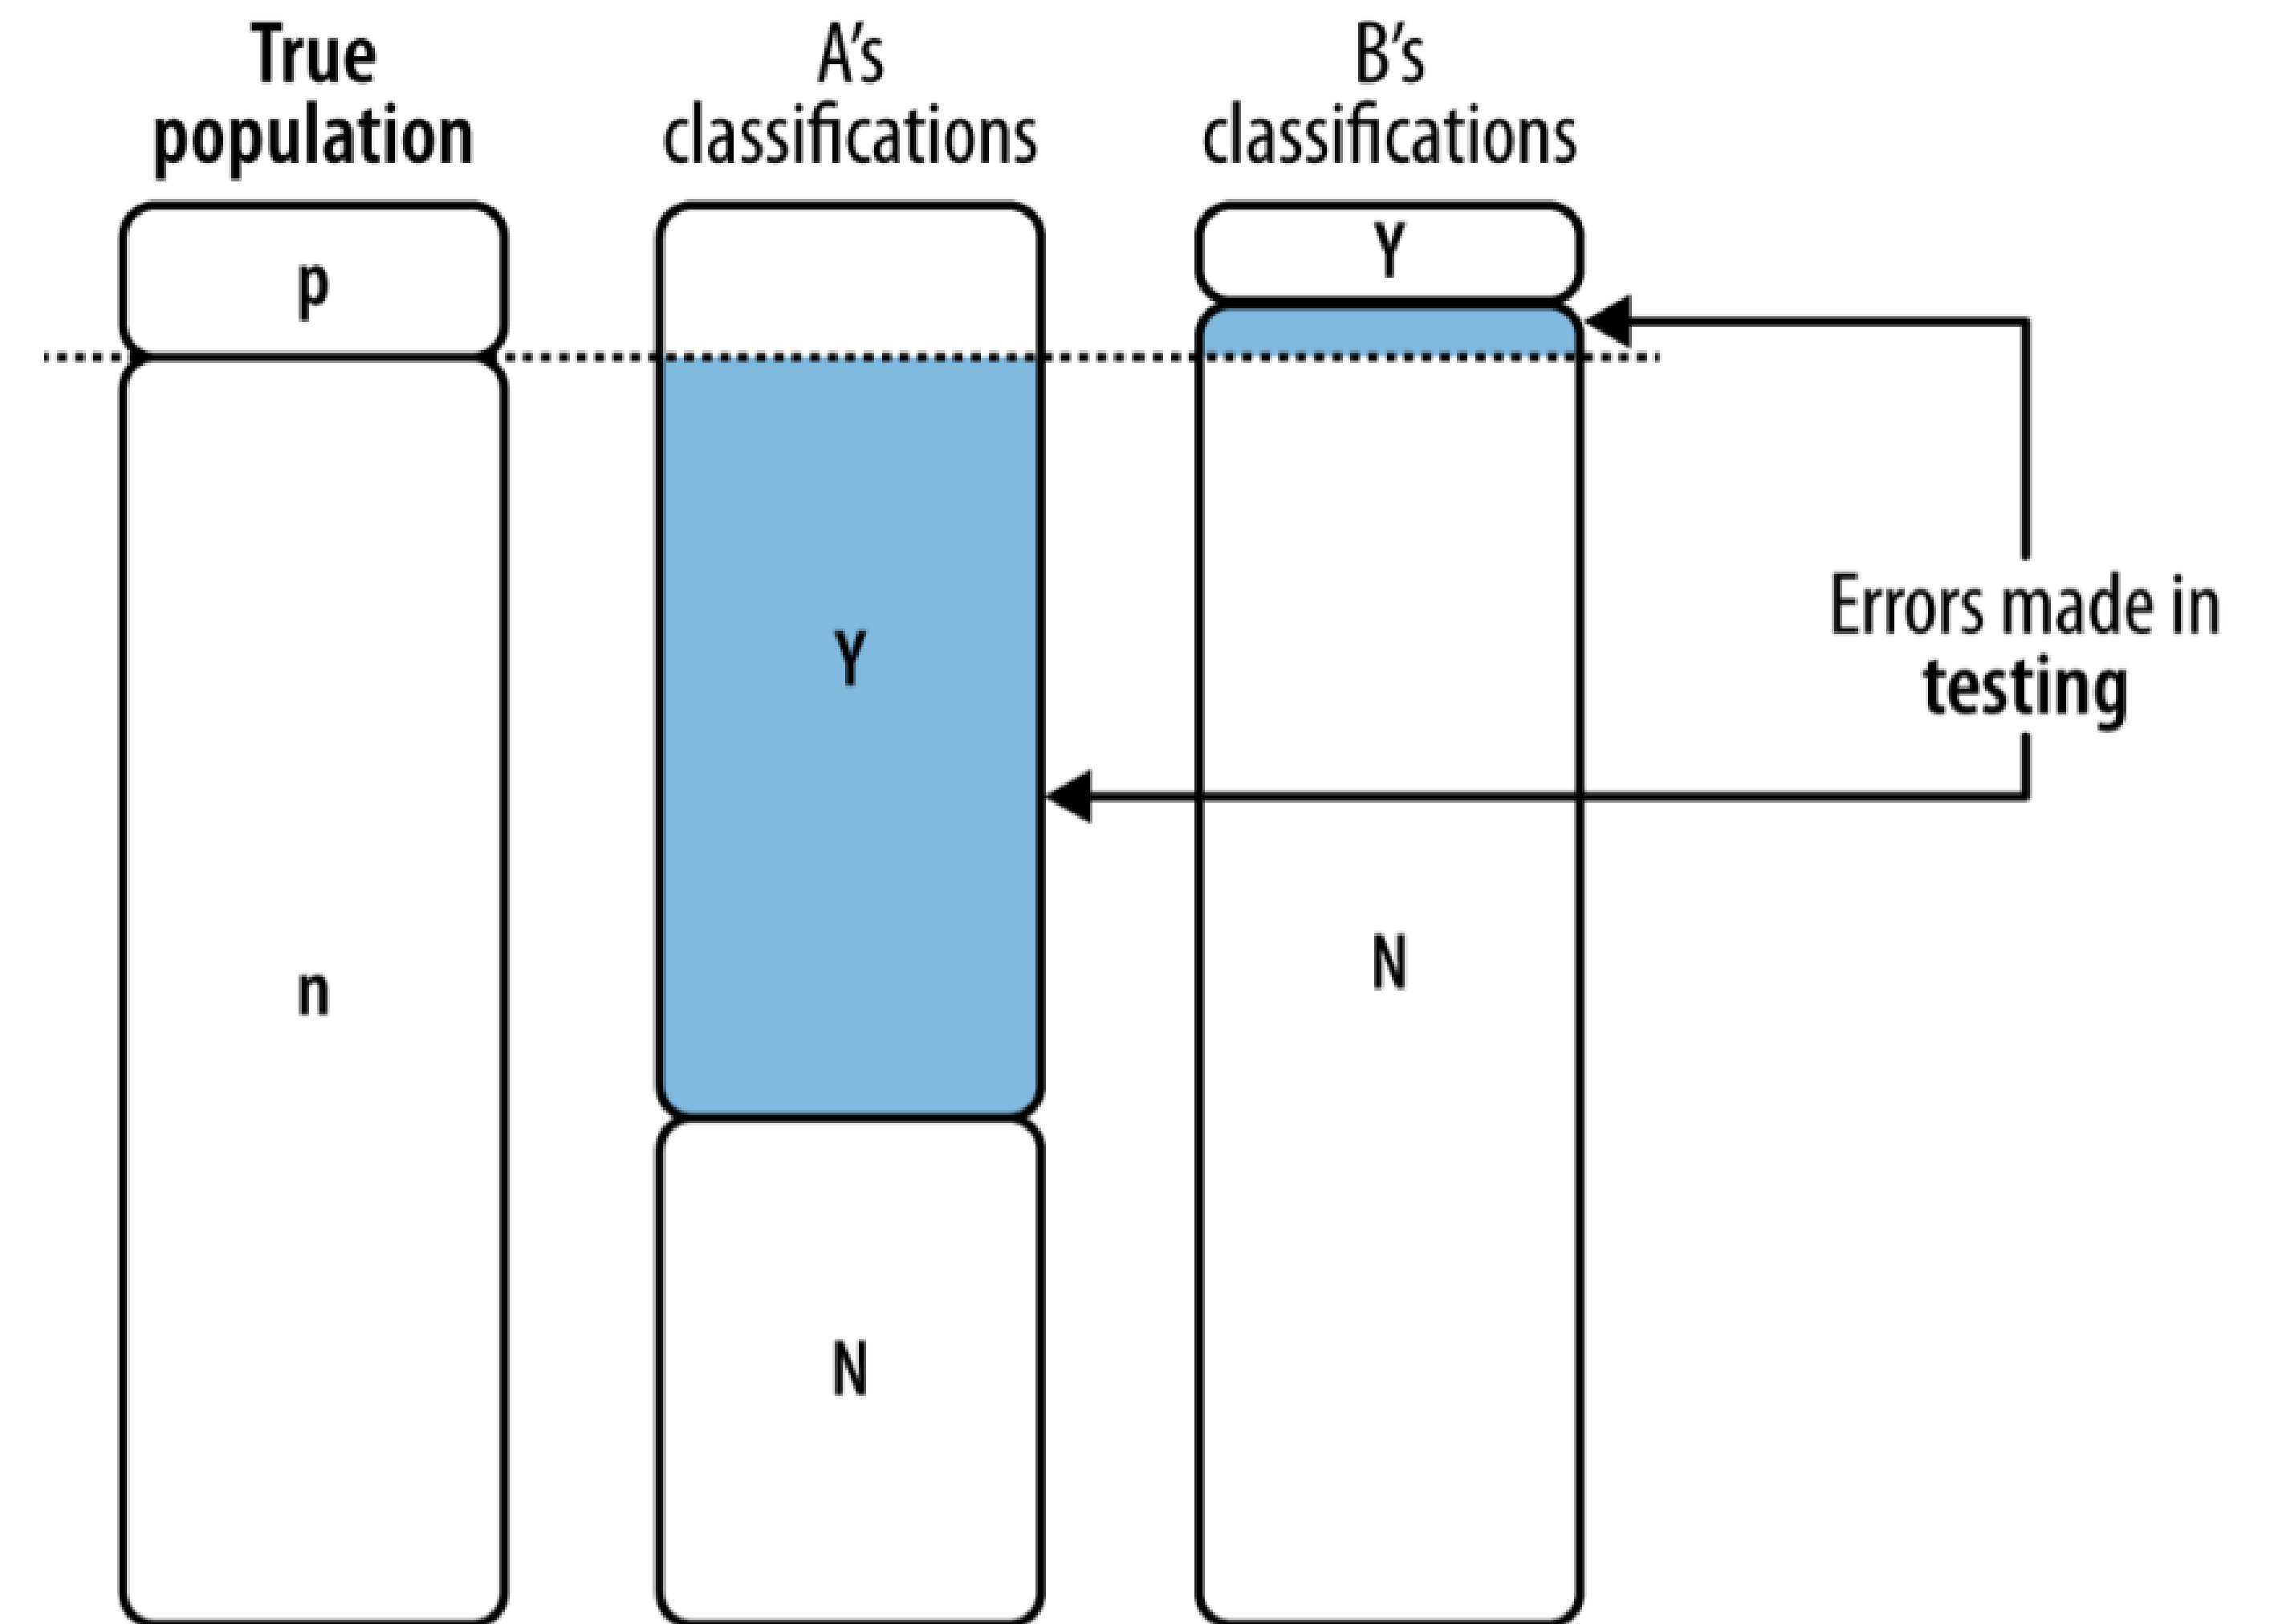 True
population
A's
classifications
B's
classifications
p
Y
Y
n
N
N
Errors made in
testing